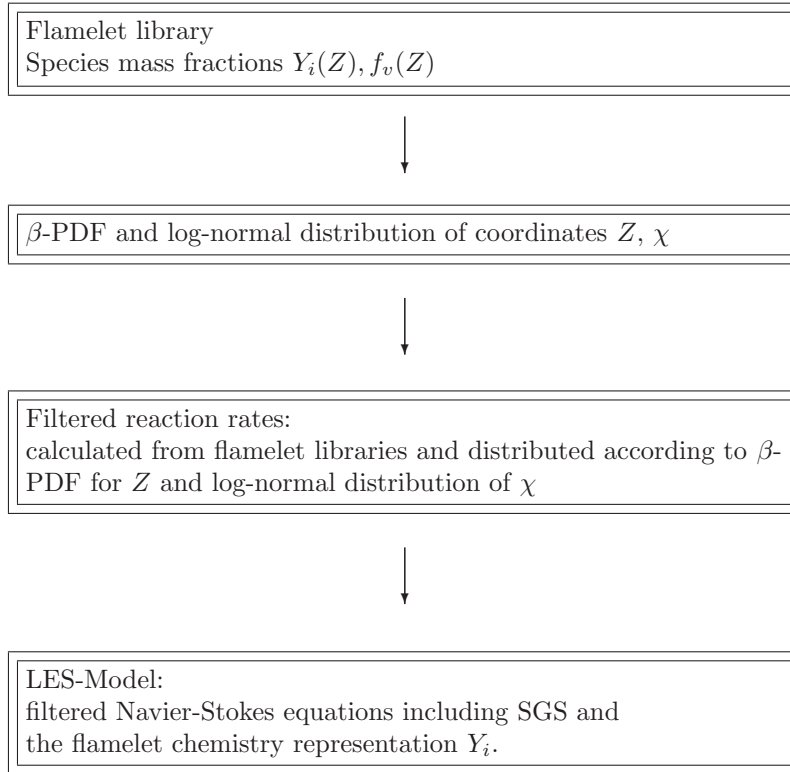 Flamelet library
Species mass fractions Y_i(Z), f_v(Z)
β-PDF and log-normal distribution of coordinates Z, χ
Filtered reaction rates:
calculated from flamelet libraries and distributed according to β-
PDF for Z and log-normal distribution of χ
LES-Model:
filtered Navier-Stokes equations including SGS and
the flamelet chemistry representation Y_i.